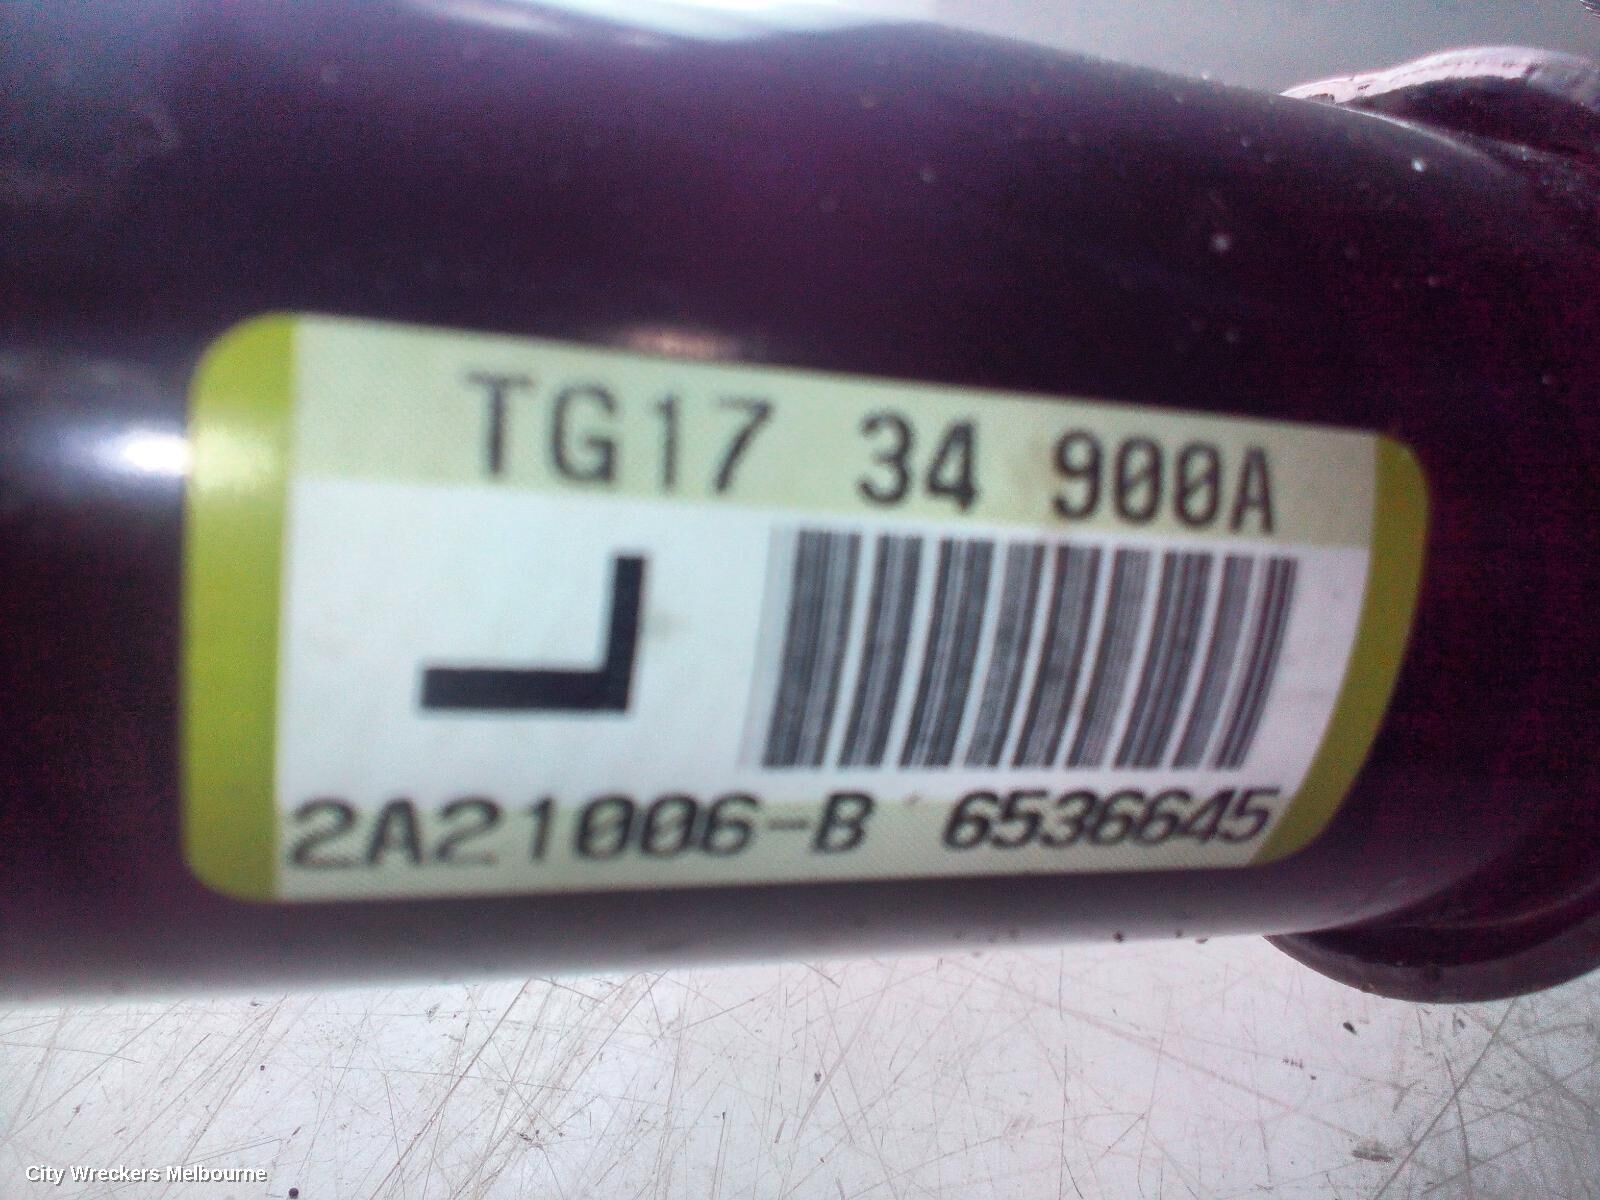 TG17 34 900A
L
2A21006-B 6536645
City Wreckers Melbourne